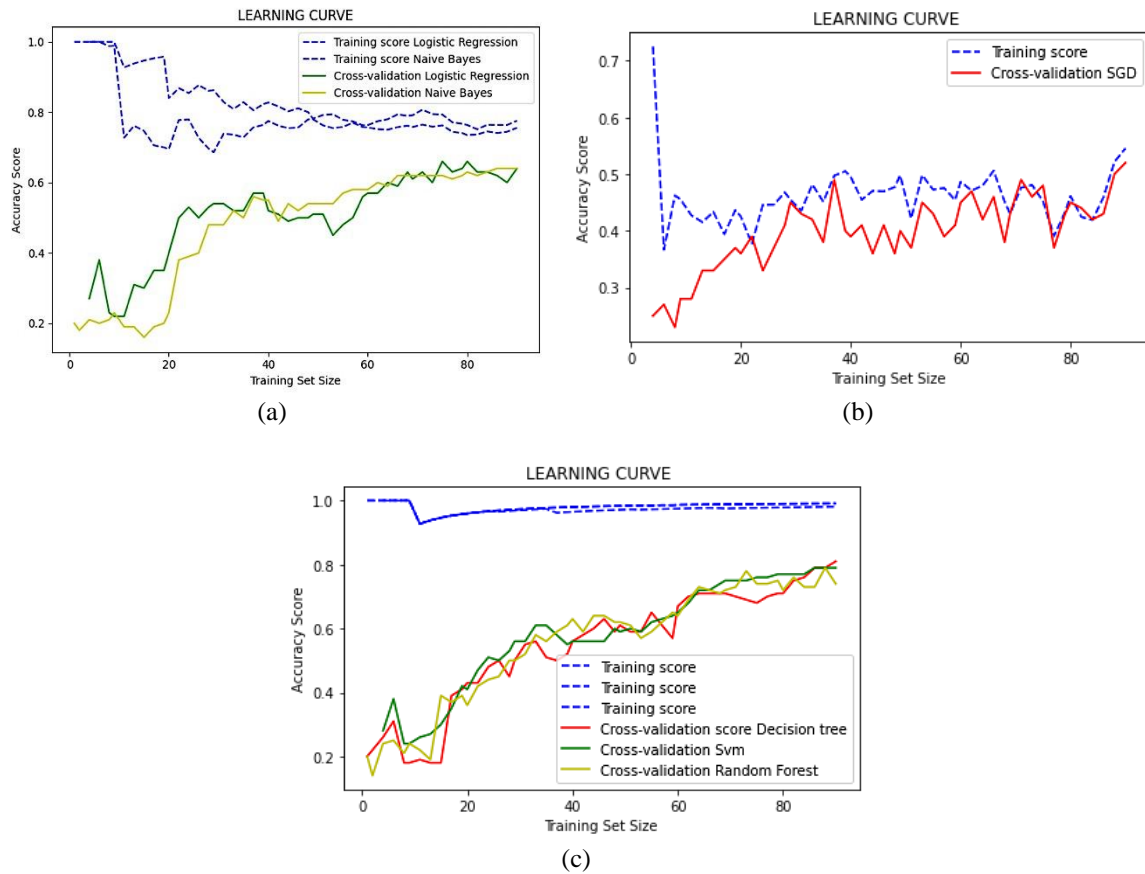 LEARNING CURVE
1.0
0.8
0.6
0.4
0.2
Accuracy Score
Training score Logistic Regression
Training score Naive Bayes
Cross-validation Logistic Regression
Cross-validation Naive Bayes
0 20 40 60 80
Training Set Size
(a)
LEARNING CURVE
0.7
0.6
0.5
0.4
0.3
Accuracy Score
Training score
Cross-validation SGD
0 20 40 60 80
Training Set Size
(b)
LEARNING CURVE
1.0
0.8
0.6
0.4
0.2
Accuracy Score
Training score
Training score
Training score
Cross-validation score Decision tree
Cross-validation Svm
Cross-validation Random Forest
0 20 40 60 80
Training Set Size
(c)